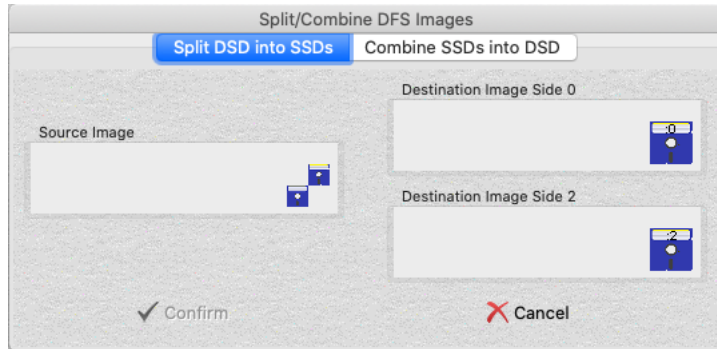 Split/Combine DFS Images
Split DSD into SSDs
Combine SSDs into DSD
Source Image
Destination Image Side 0
:0
Destination Image Side 2
:2
Confirm
Cancel